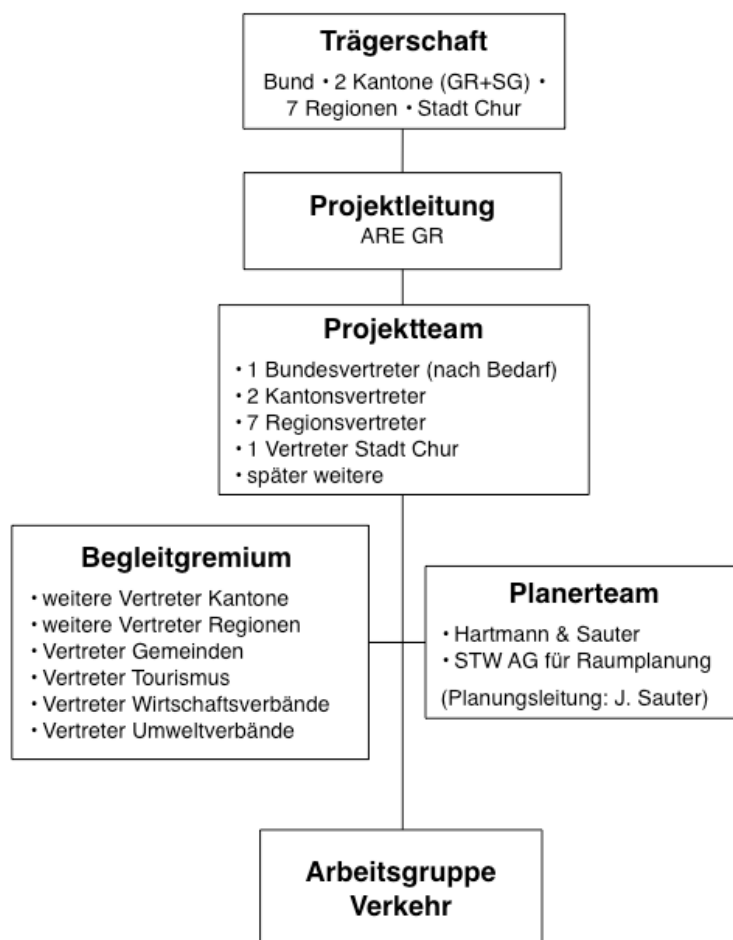 Trägerschaft
Bund · 2 Kantone (GR+SG) ·
7 Regionen · Stadt Chur
Projektleitung
ARE GR
Projektteam
· 1 Bundesvertreter (nach Bedarf)
· 2 Kantonsvertreter
· 7 Regionsvertreter
· 1 Vertreter Stadt Chur
· später weitere
Begleitgremium
· weitere Vertreter Kantone
· weitere Vertreter Regionen
· Vertreter Gemeinden
· Vertreter Tourismus
· Vertreter Wirtschaftsverbände
· Vertreter Umweltverbände
Planerteam
· Hartmann & Sauter
· STW AG für Raumplanung
(Planungsleitung: J. Sauter)
Arbeitsgruppe
Verkehr